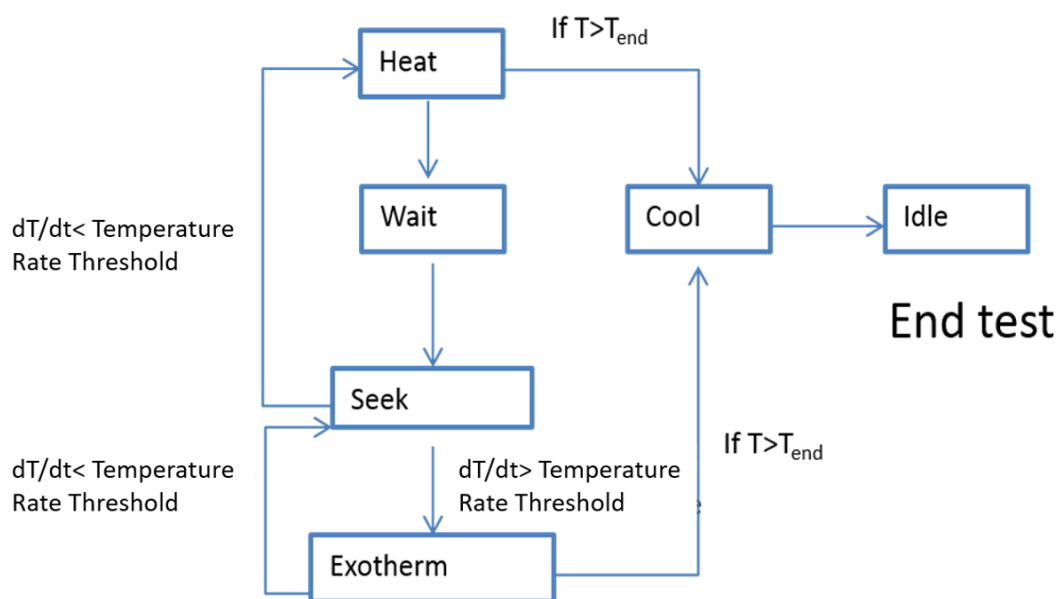 If T>Tend
Heat
Wait
Cool
Idle
dT/dt< Temperature
Rate Threshold
End test
Seek
If T>Tend
dT/dt< Temperature
Rate Threshold
dT/dt> Temperature
Rate Threshold
Exotherm